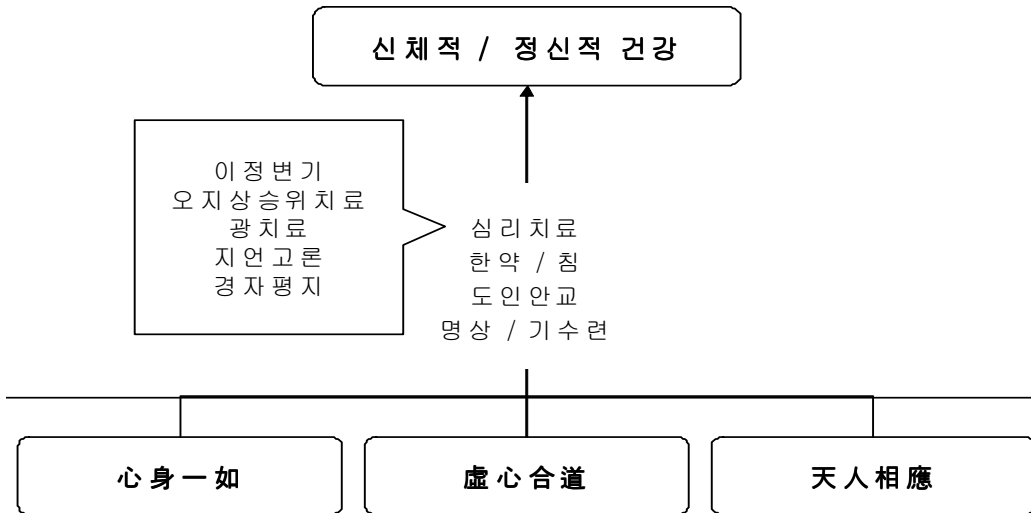 신체적 / 정신적 건강
이정변기
오지상승위치료
광치료
지언고론
경자평지
심리치료
한약 / 침
도인안교
명상 / 기수련
心身一如
虛心合道
天人相應